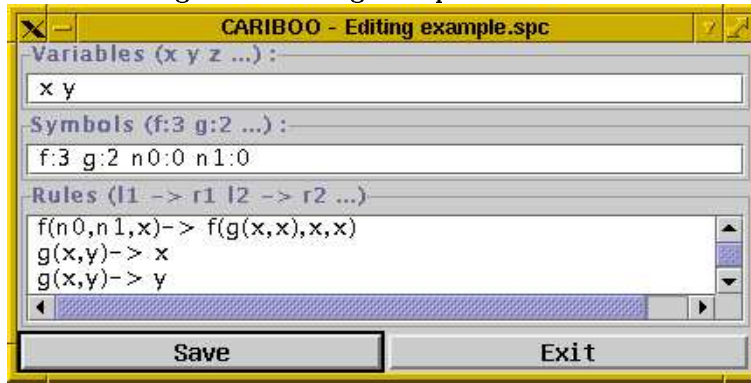 CARIBOO - Editing example.spc
Variables (x y z ...) :
x y
Symbols (f:3 g:2 ...) :
f:3 g:2 n0:0 n1:0
Rules (l1 -> r1 l2 -> r2 ...)
f(n0,n1,x)-> f(g(x,x),x,x)
g(x,y)-> x
g(x,y)-> y
Save Exit